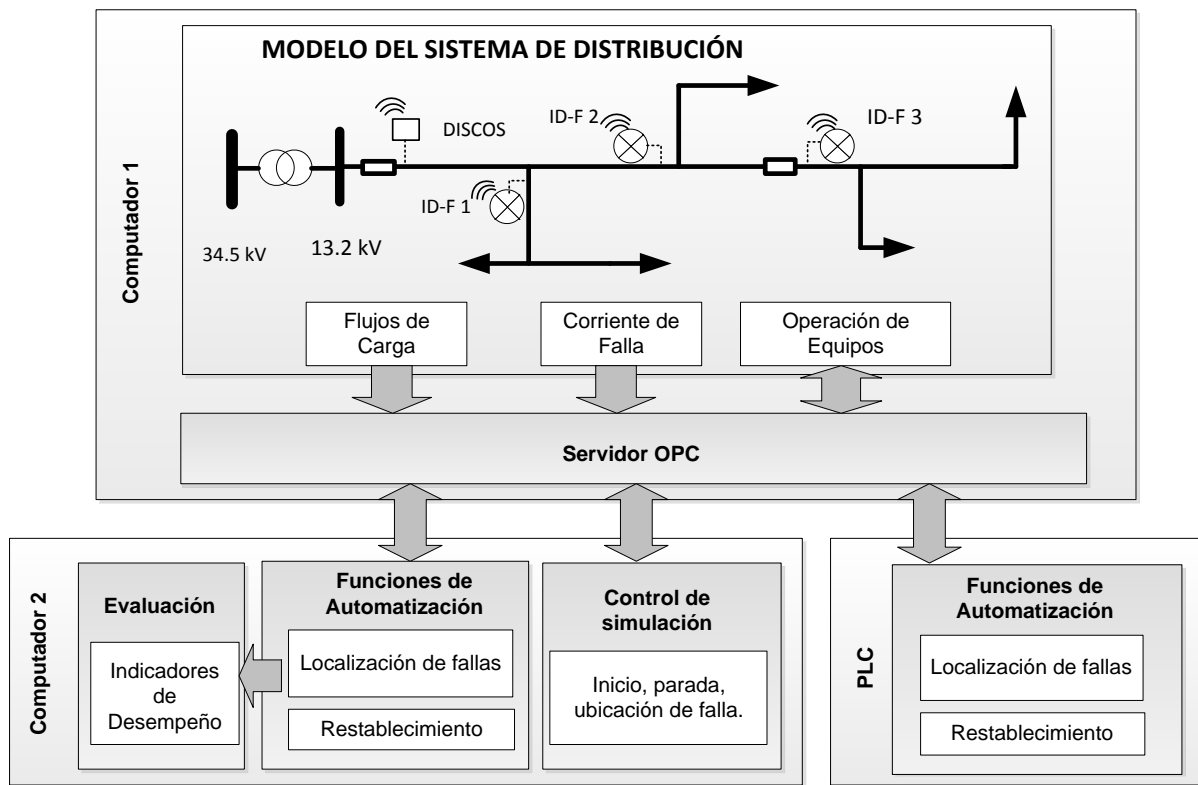 MODELO DEL SISTEMA DE DISTRIBUCIÓN
Computador 1
DISCOS
ID-F 2
ID-F 3
ID-F 1
34.5 kV
13.2 kV
Flujos de
Carga
Corriente de
Falla
Operación de
Equipos
Servidor OPC
Computador 2
Evaluación
Indicadores
de
Desempeño
Funciones de
Automatización
Localización de fallas
Restablecimiento
Control de
simulación
Inicio, parada,
ubicación de falla.
PLC
Funciones de
Automatización
Localización de fallas
Restablecimiento